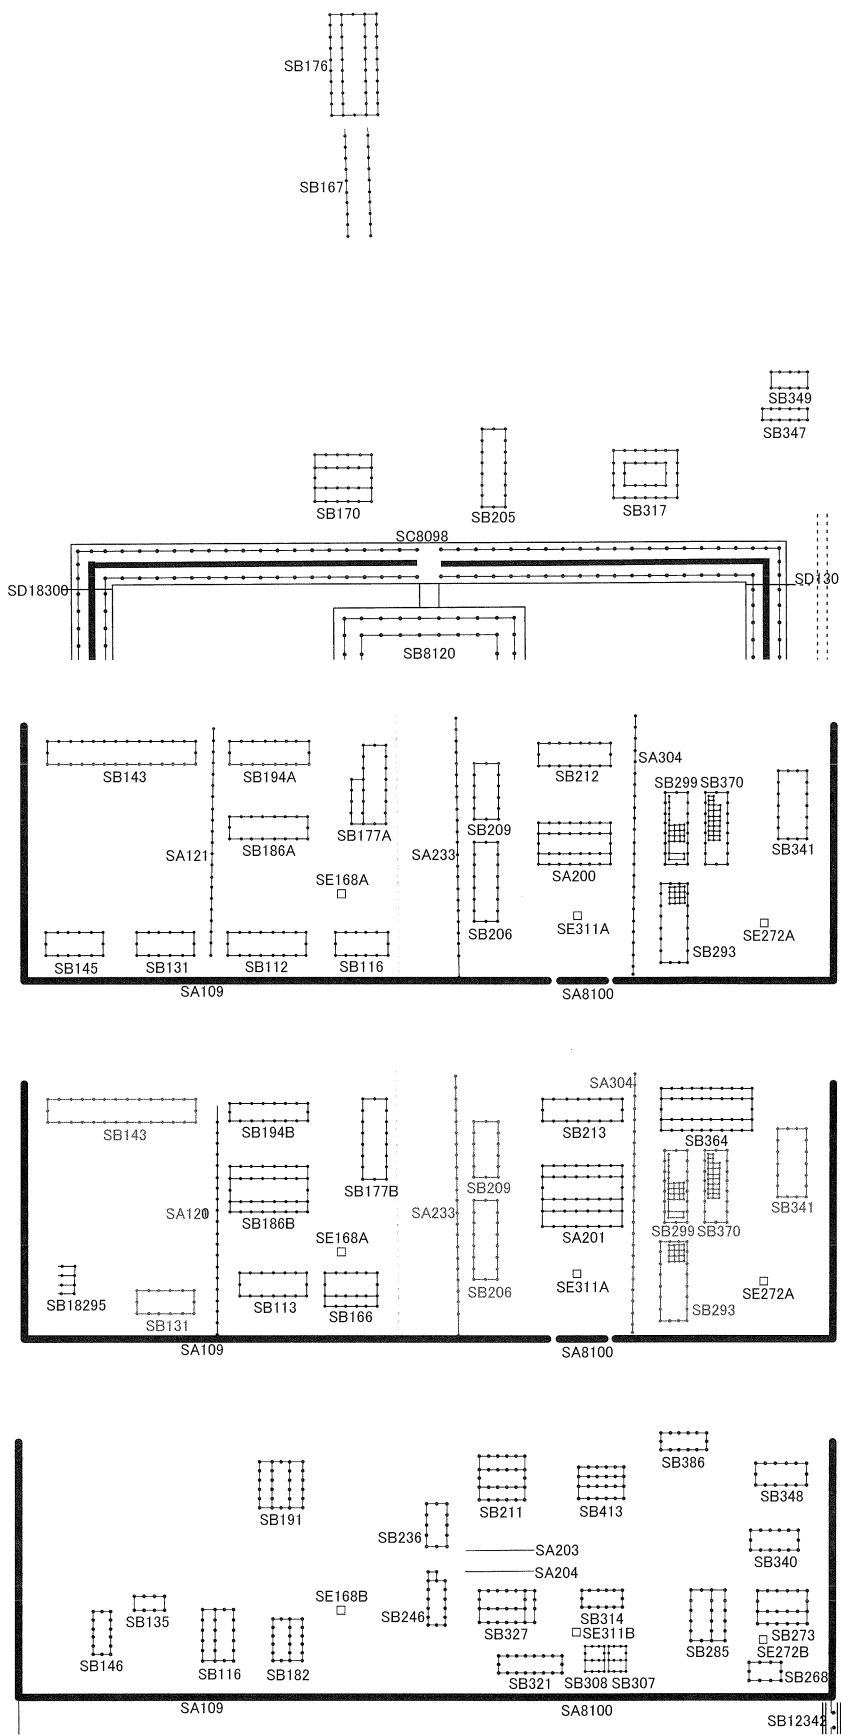 SB176
SB167
SB349
SB347
SB170
SB205
SB317
SC8098
SD18300
SD130
SB8120
SB143
SB194A
SB212
SA304
SB299
SB370
SB177A
SB209
SB186A
SA121
SA233
SB341
SA200
SE168A
SE311A
SE272A
SB206
SB293
SB145
SB131
SB112
SB116
SA109
SA8100
SA304
SB143
SB194B
SB213
SB364
SB177B
SB209
SB341
SA120
SB186B
SA233
SA201
SB299
SB370
SE168A
SE311A
SE272A
SB206
SB18295
SB131
SB113
SB166
SB293
SA109
SA8100
SB386
SB191
SB211
SB413
SB348
SB236
SA203
SB340
SA204
SE168B
SB135
SB246
SB327
SB314
SE311B
SB273
SB285
SE272B
SB146
SB116
SB182
SB321
SB308
SB307
SB268
SA109
SA8100
SB12342